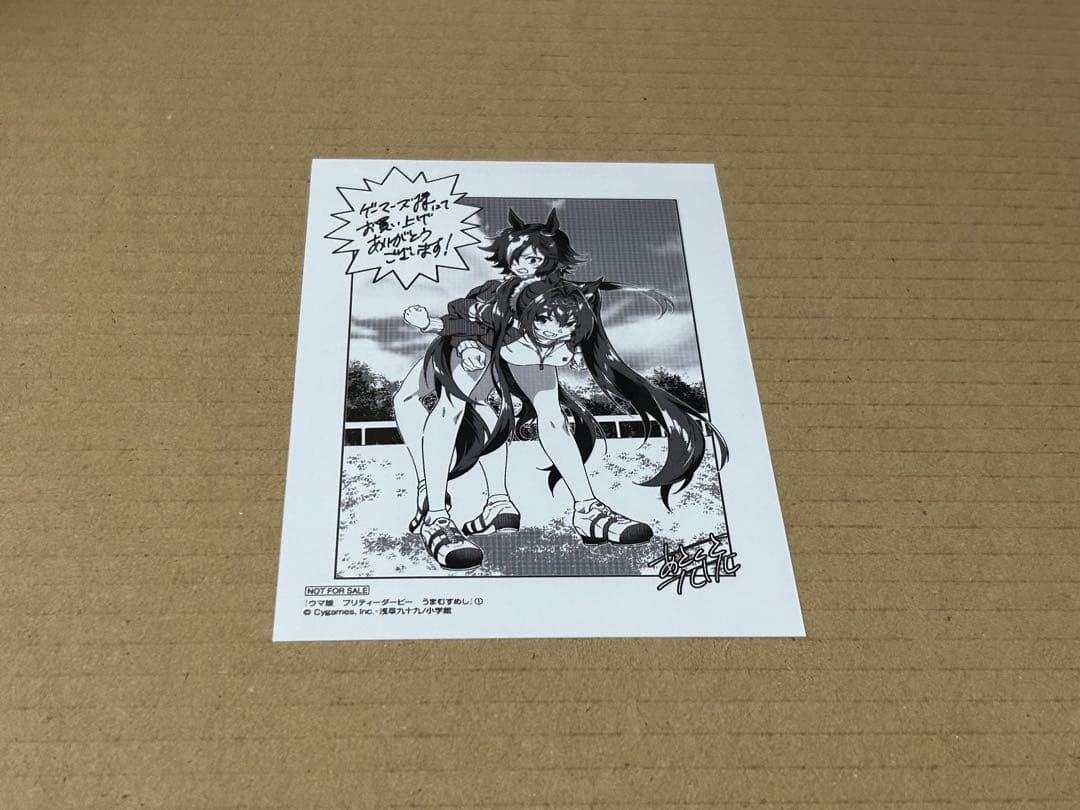 ゲーマーズ様にて
お買い上げ
ありがとう
ございます!
NOT FOR SALE
『ウマ娘 プリティーダービー うまむすめし』①
© Cygames, Inc.・浅草九十九/小学館